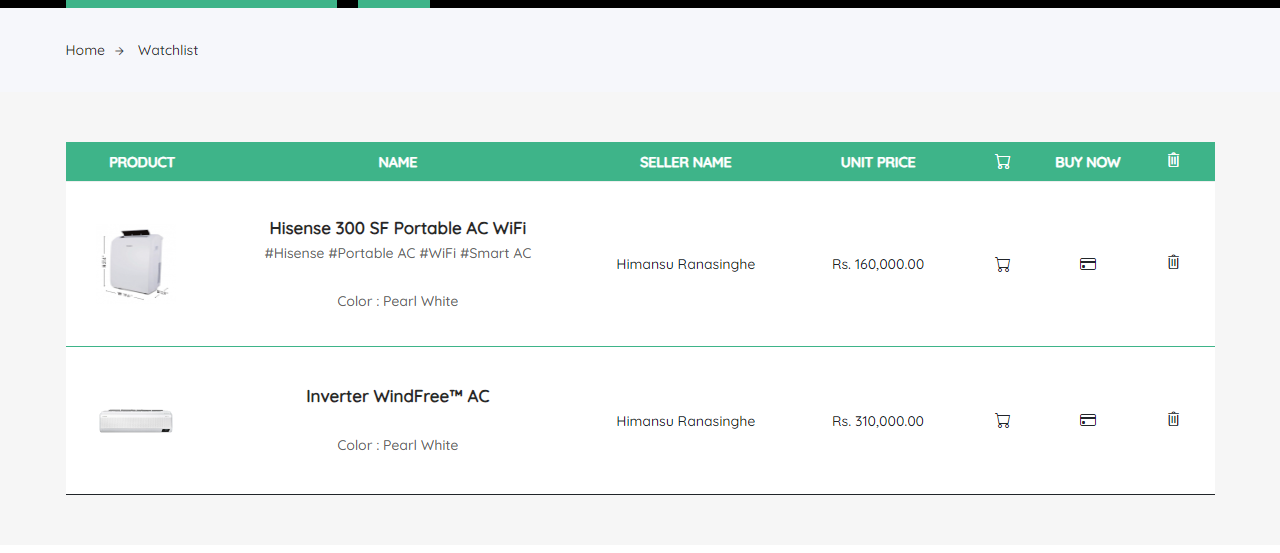 Home → Watchlist
PRODUCT NAME SELLER NAME UNIT PRICE BUY NOW
Hisense 300 SF Portable AC WiFi
#Hisense #Portable AC #WiFi #Smart AC
Himansu Ranasinghe Rs. 160,000.00
Color : Pearl White
Inverter WindFree™ AC
Himansu Ranasinghe Rs. 310,000.00
Color : Pearl White